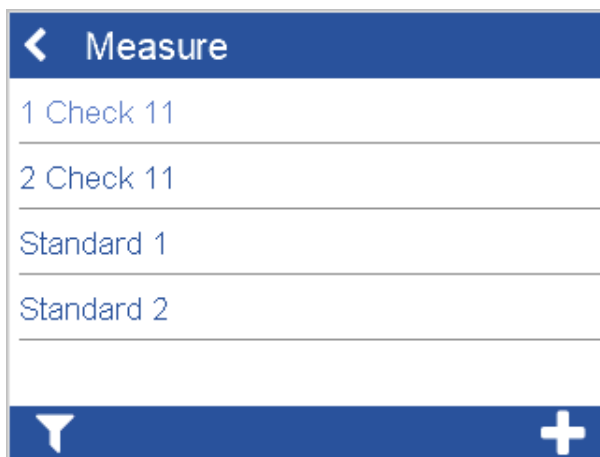 Measure
1 Check 11
2 Check 11
Standard 1
Standard 2